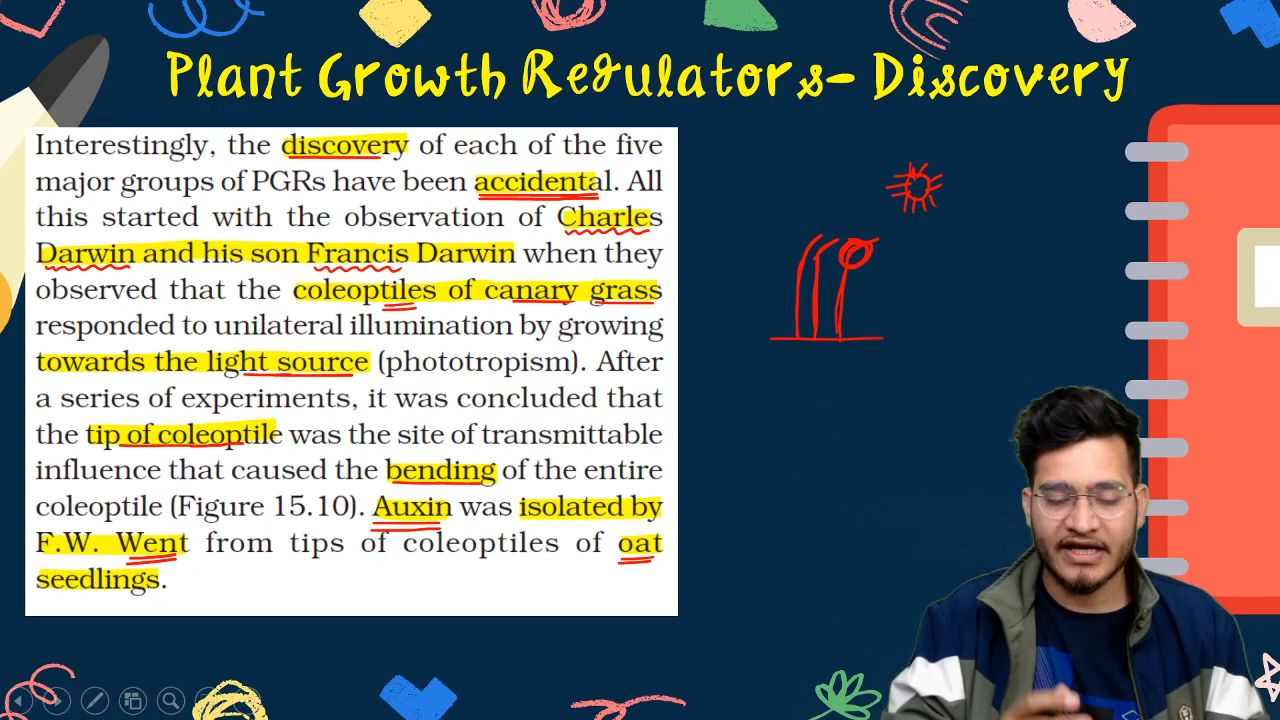 Plant Growth Regulators- Discovery
Interestingly, the discovery of each of the five
major groups of PGRs have been accidental. All
this started with the observation of Charles
Darwin and his son Francis Darwin when they
observed that the coleoptiles of canary grass
responded to unilateral illumination by growing
towards the light source (phototropism). After
a series of experiments, it was concluded that
the tip of coleoptile was the site of transmittable
influence that caused the bending of the entire
coleoptile (Figure 15.10). Auxin was isolated by
F.W. Went from tips of coleoptiles of oat
seedlings.